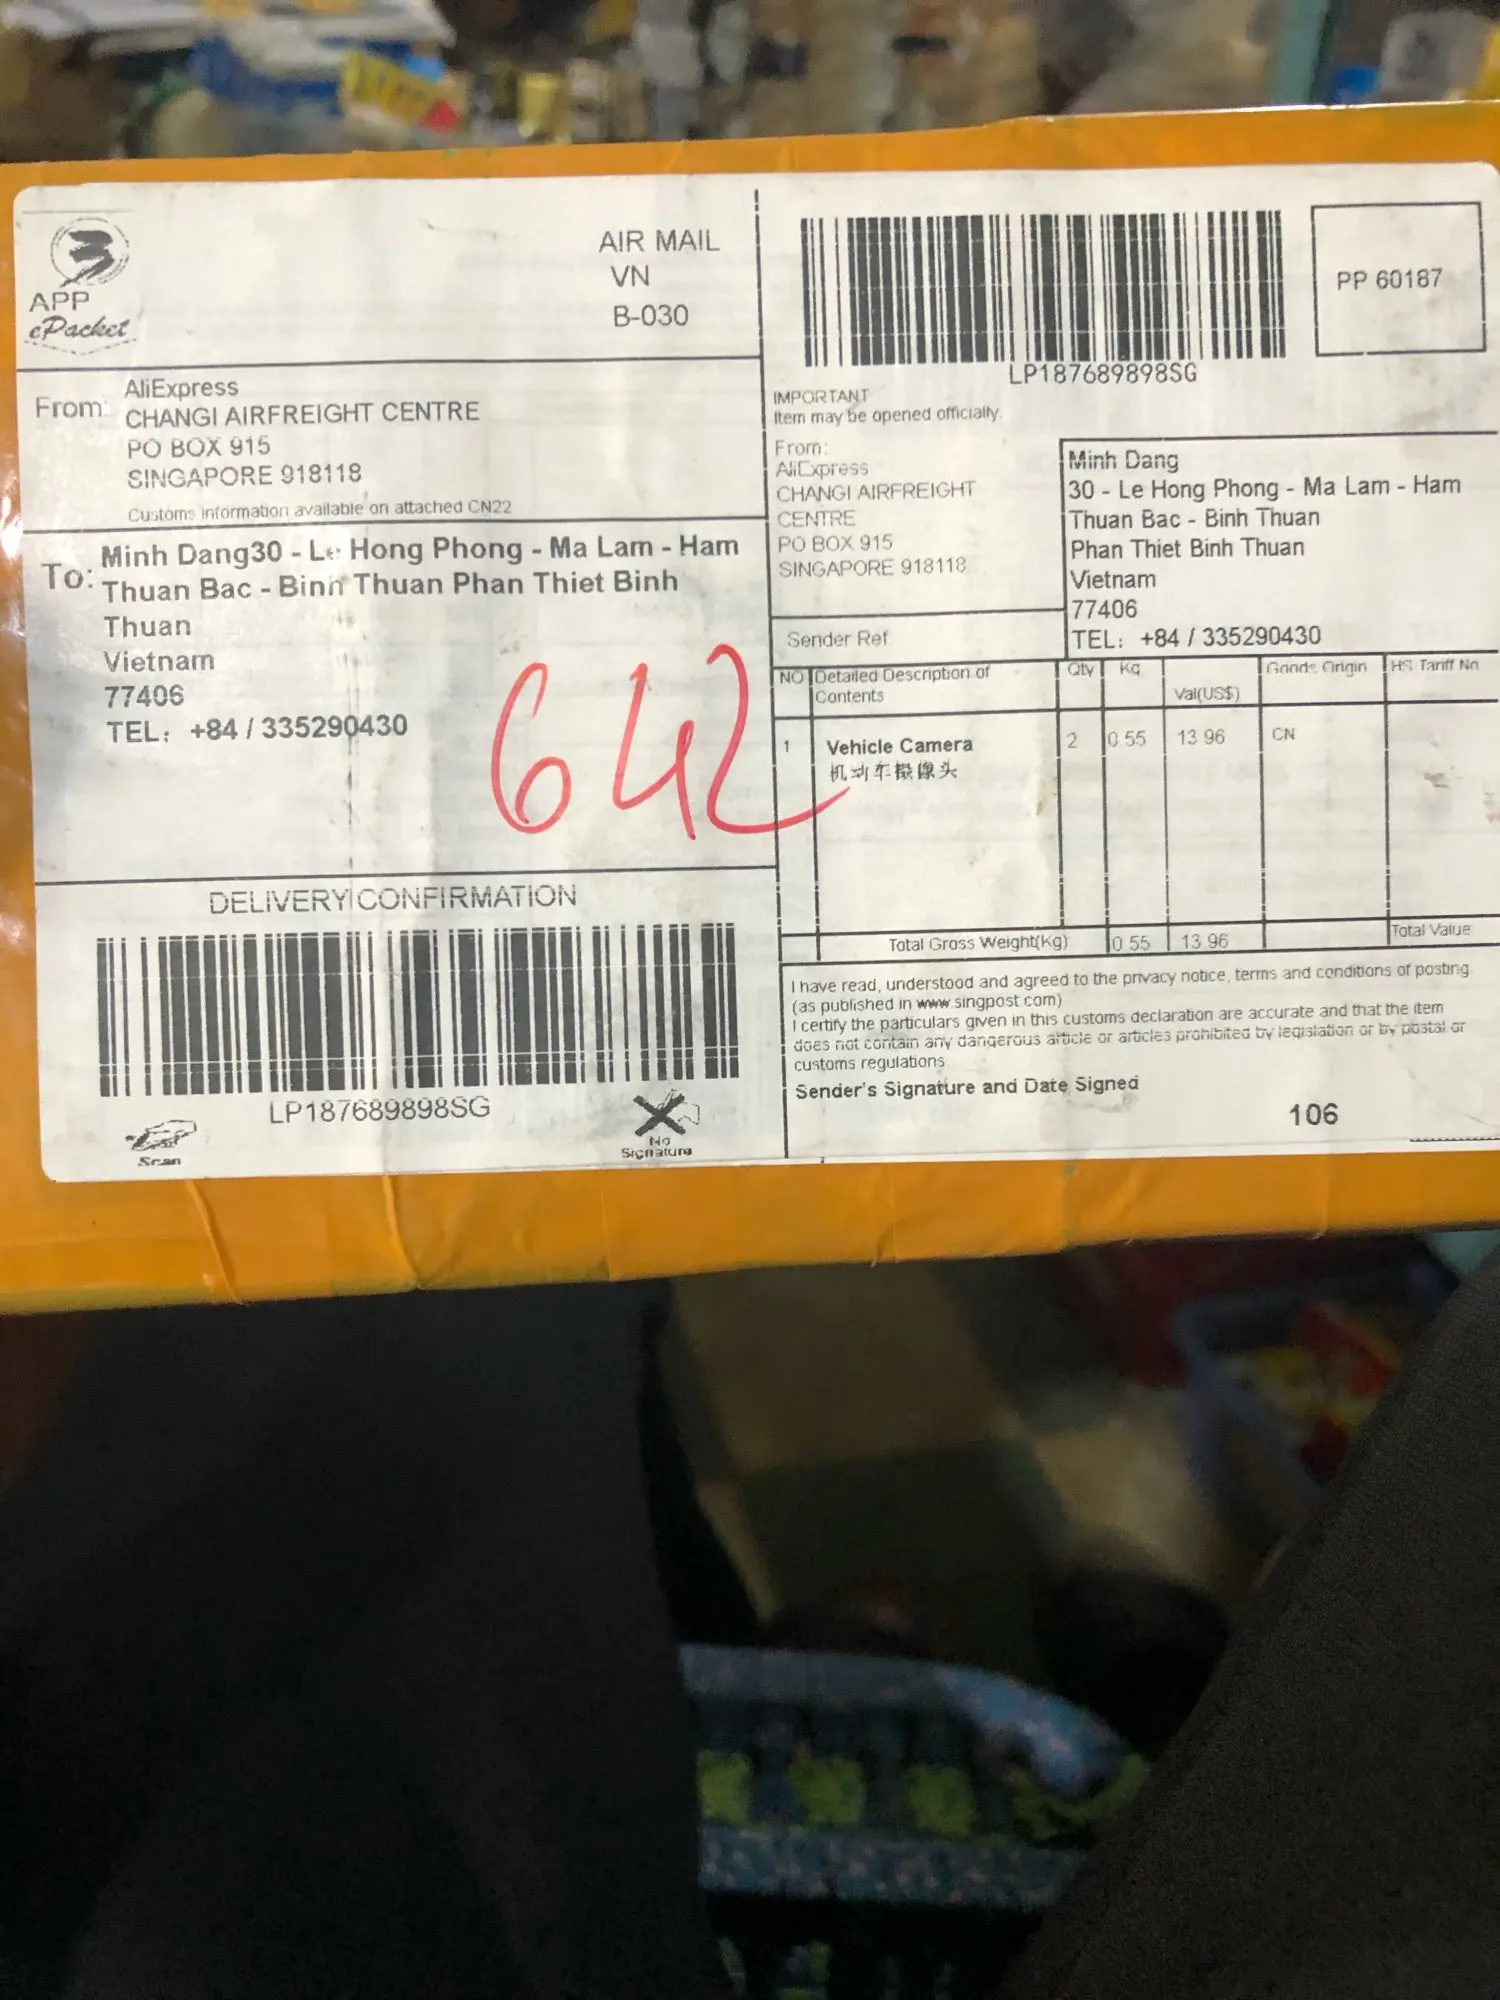 APP
ePacket
AIR MAIL
VN
B-030
From:
AliExpress
CHANGI AIRFREIGHT CENTRE
PO BOX 915
SINGAPORE 918118
Customs information available on attached CN22
To:
Minh Dang30 - Le Hong Phong - Ma Lam - Ham
Thuan Bac - Binh Thuan Phan Thiet Binh
Thuan
Vietnam
77406
TEL: +84 / 335290430
642
DELIVERY CONFIRMATION
LP187689898SG
Scan
No
Signature
LP187689898SG
PP 60187
IMPORTANT
Item may be opened officially.
From:
AliExpress
CHANGI AIRFREIGHT
CENTRE
PO BOX 915
SINGAPORE 918118
Minh Dang
30 - Le Hong Phong - Ma Lam - Ham
Thuan Bac - Binh Thuan
Phan Thiet Binh Thuan
Vietnam
77406
TEL: +84 / 335290430
Sender Ref.
NO Detailed Description of Contents Qty Kg Val(US$) Goods Origin HS Tariff No
1 Vehicle Camera 2 0.55 13.96 CN
机动车摄像头
Total Gross Weight(Kg) 0.55 13.96 Total Value
I have read, understood and agreed to the privacy notice, terms and conditions of posting
(as published in www.singpost.com)
I certify the particulars given in this customs declaration are accurate and that the item
does not contain any dangerous article or articles prohibited by legislation or by postal or
customs regulations
Sender's Signature and Date Signed
106